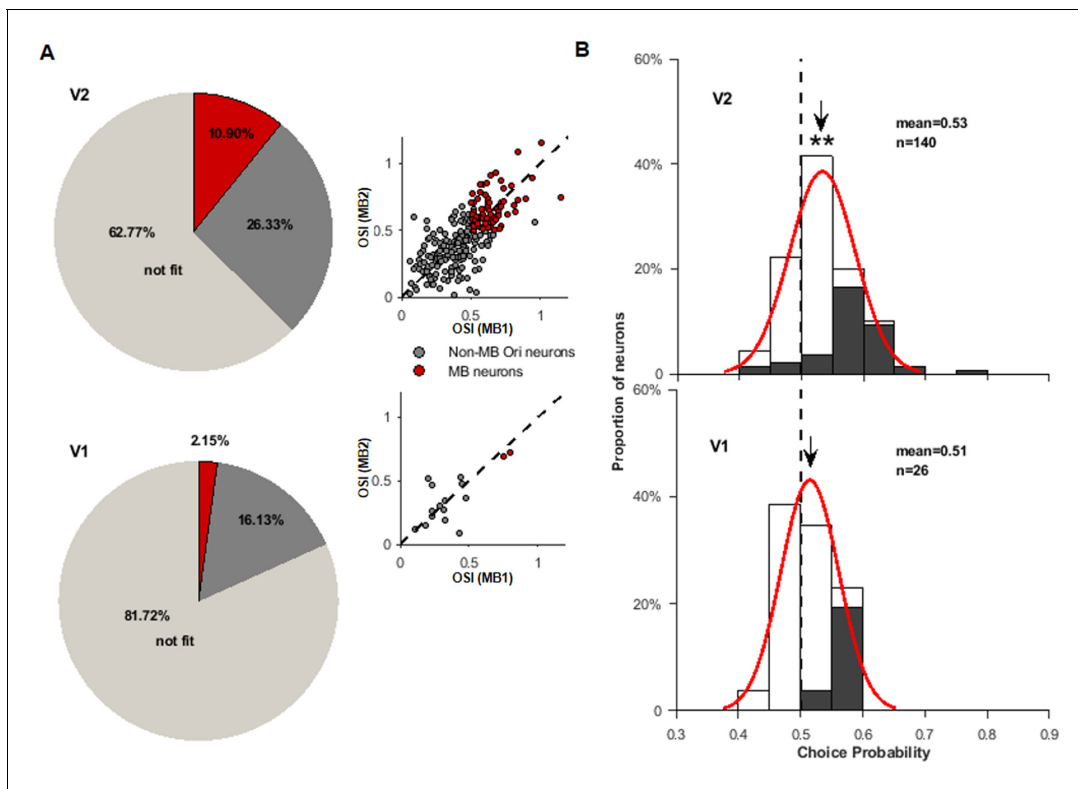 A
V2
10.90%
26.33%
62.77%
not fit
OSI (MB2)
1
0.5
0
0
0.5
1
OSI (MB1)
Non-MB Ori neurons
MB neurons
V1
2.15%
16.13%
81.72%
not fit
OSI (MB2)
1
0.5
0
0
0.5
1
OSI (MB1)
B
60%
V2
**
mean=0.53
n=140
40%
20%
0
Proportion of neurons
60%
V1
mean=0.51
n=26
40%
20%
0
0.3
0.4
0.5
0.6
0.7
0.8
0.9
Choice Probability